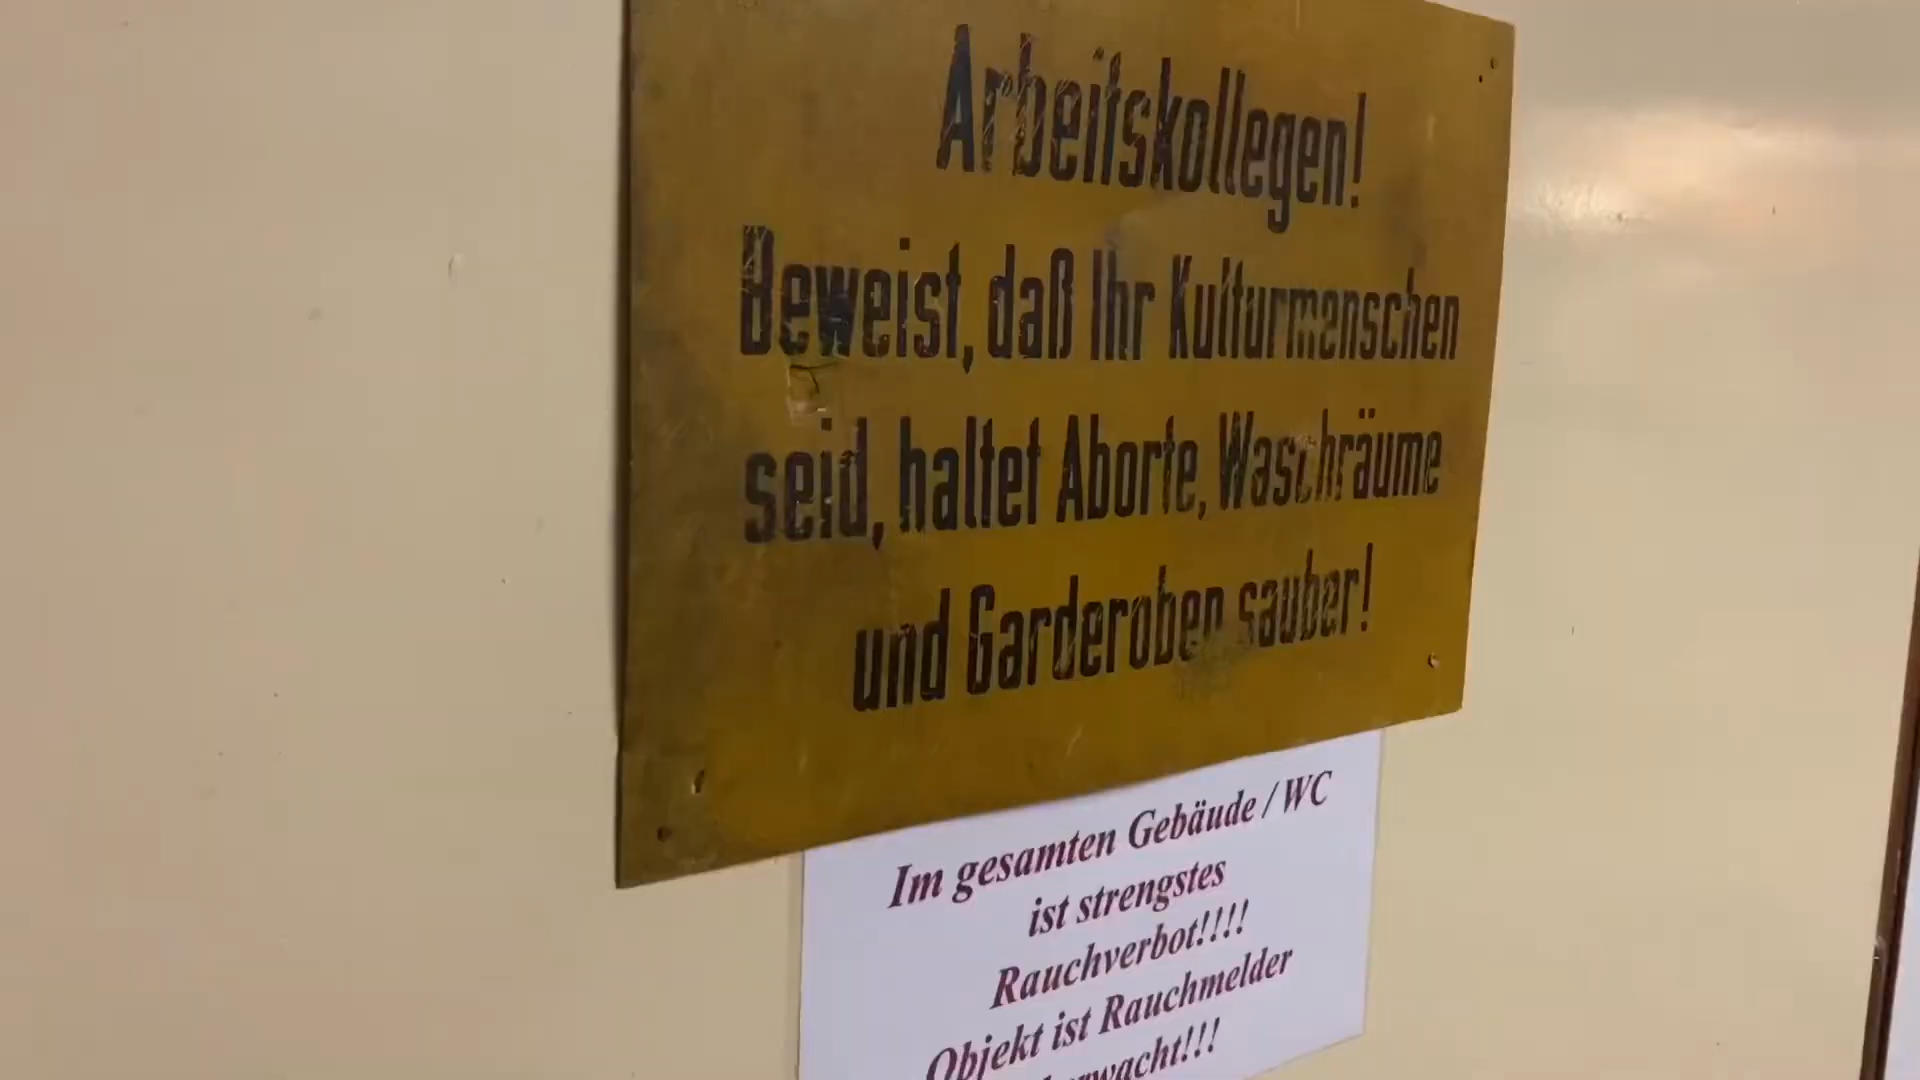 Arbeitskollegen!
Beweist, daß Ihr Kulturmenschen
seid, haltet Aborte, Waschräume
und Garderoben sauber!
Im gesamten Gebäude / WC
ist strengstes
Rauchverbot!!!!
Objekt ist Rauchmelder